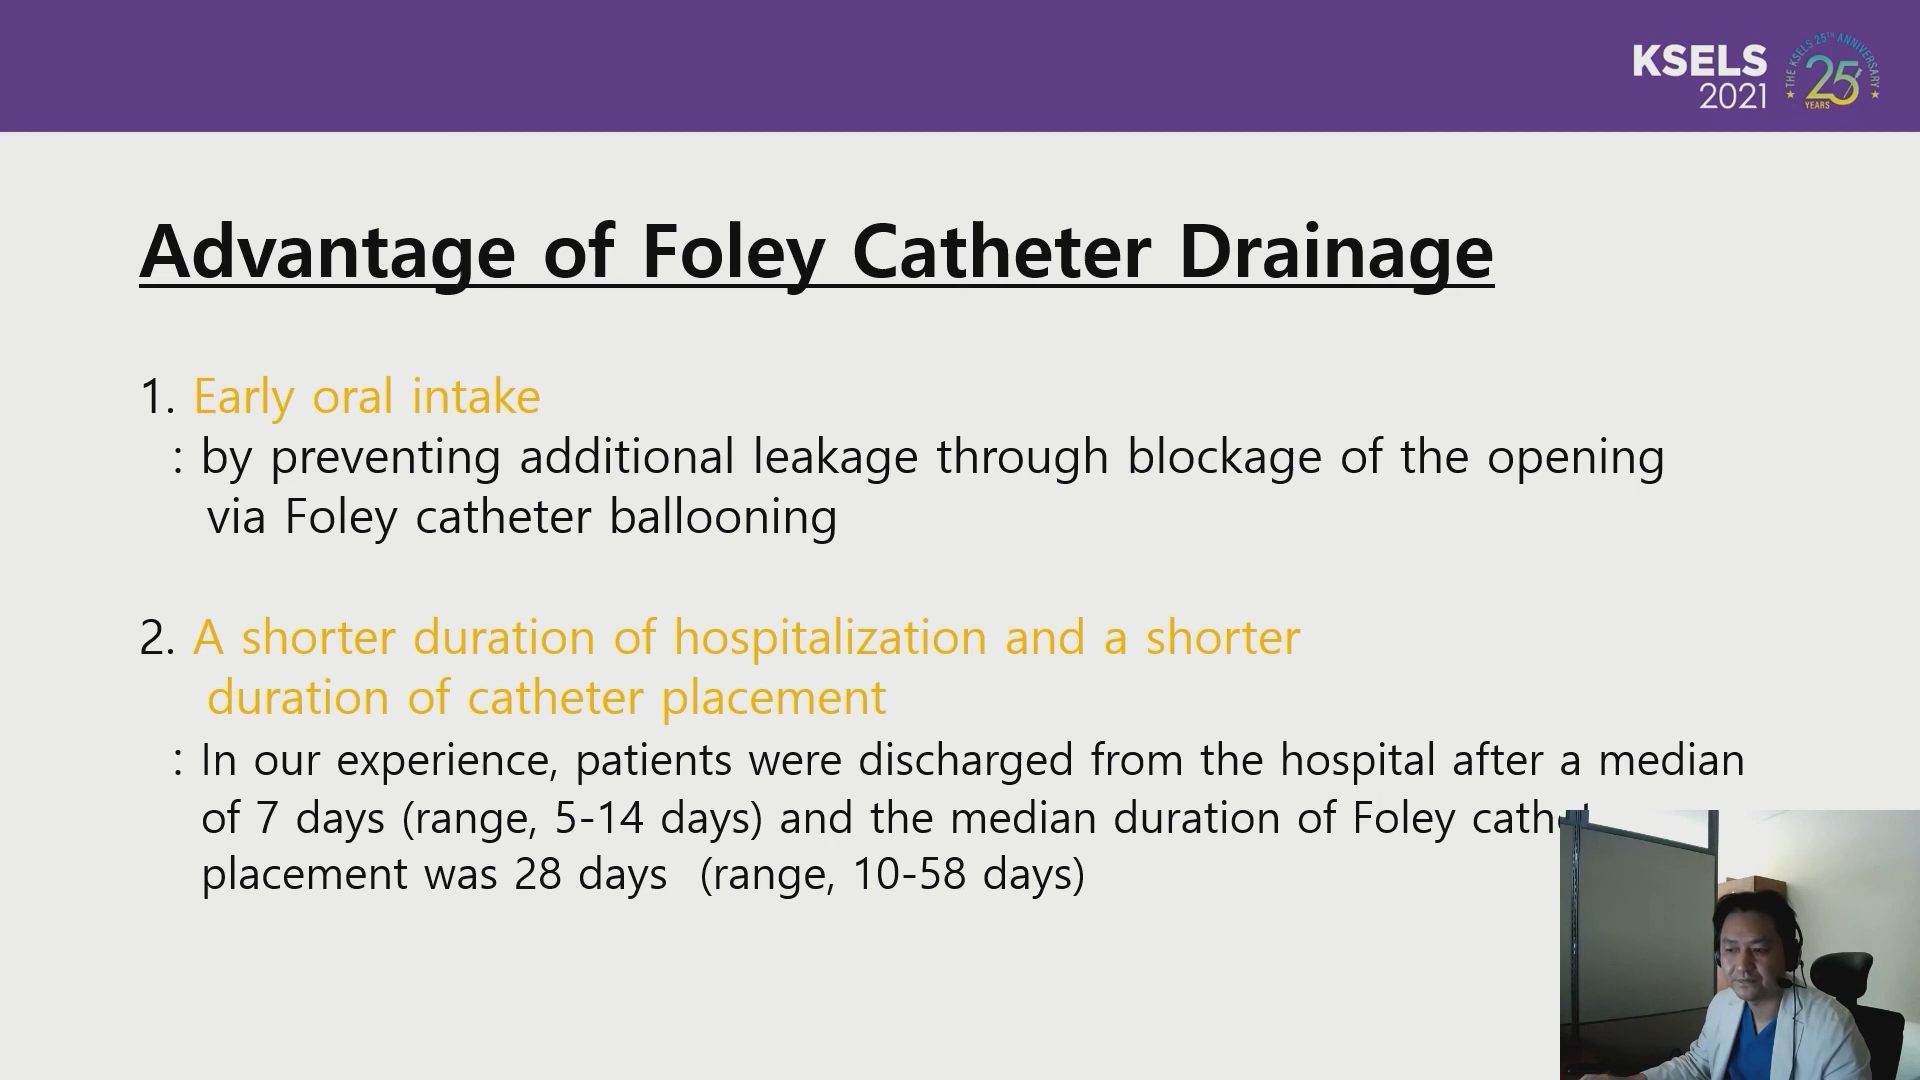 KSELS
2021
THE KSELS 25TH ANNIVERSARY
25
YEARS
Advantage of Foley Catheter Drainage
1. Early oral intake
: by preventing additional leakage through blockage of the opening
via Foley catheter ballooning
2. A shorter duration of hospitalization and a shorter
duration of catheter placement
: In our experience, patients were discharged from the hospital after a median
of 7 days (range, 5-14 days) and the median duration of Foley
placement was 28 days (range, 10-58 days)